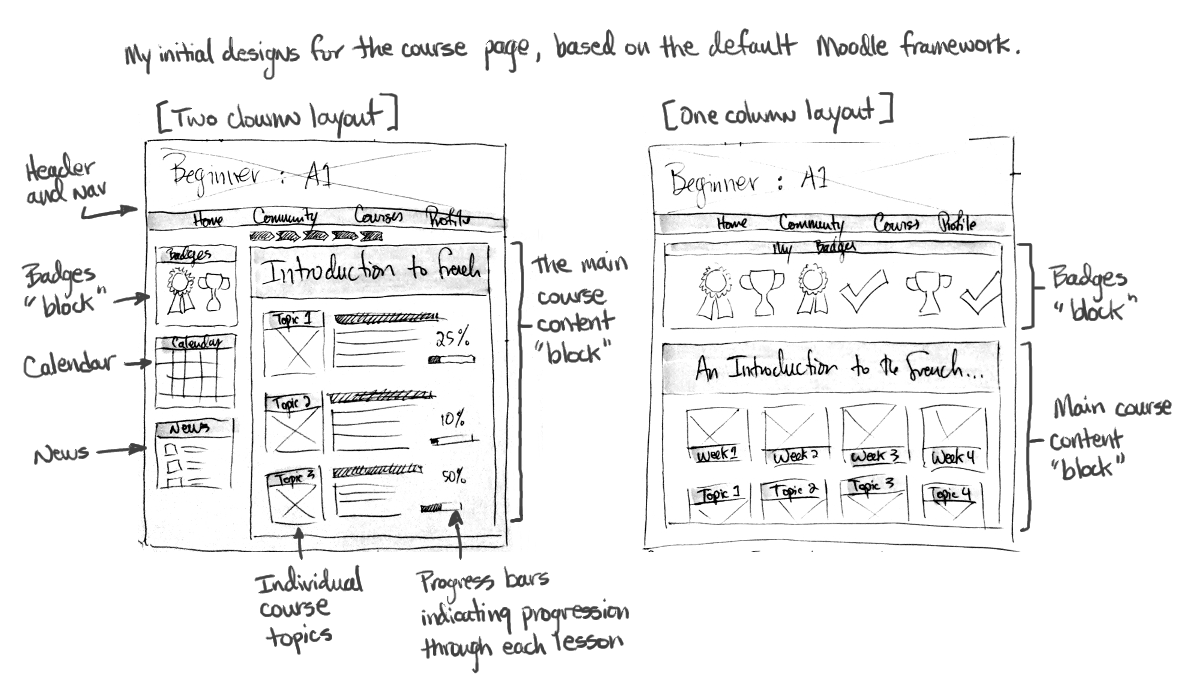 My initial designs for the course page, based on the default Moodle framework.
[Two cloumn layout]
Header
and nav
Beginner : A1
Home Community Courses Profile
Badges
Badges
"block"
Introduction to french
The main
course
content
"block"
Topic 1
25%
Calendar
Calendar
Topic 2
10%
News
News
Topic 3
50%
Individual
course
topics
Progress bars
indicating progression
through each lesson
[One column layout]
Beginner : A1
Home Community Courses Profile
My Badges
Badges
"block"
An Introduction to the french...
Week 1 Week 2 Week 3 Week 4
Topic 1 Topic 2 Topic 3 Topic 4
Main course
content
"block"